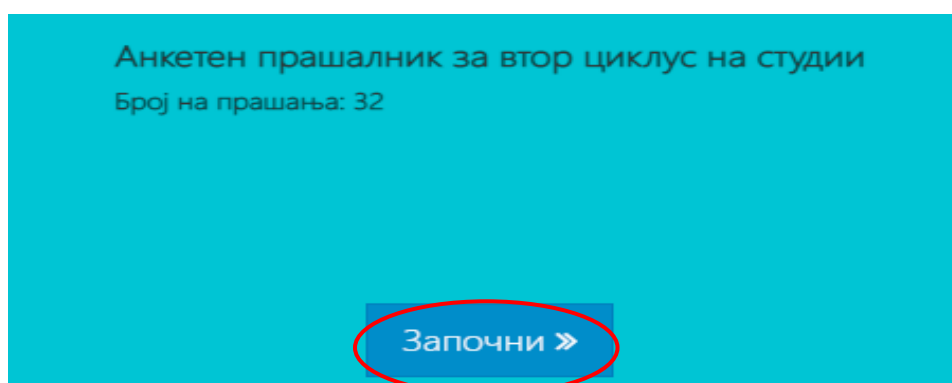 Анкетен прашалник за втор циклус на студии
Број на прашања: 32
Започни »